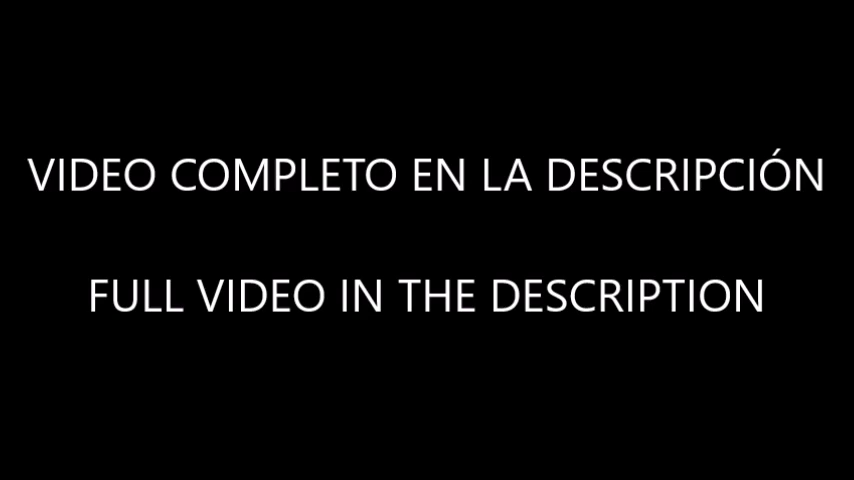 VIDEO COMPLETO EN LA DESCRIPCIÓN
FULL VIDEO IN THE DESCRIPTION